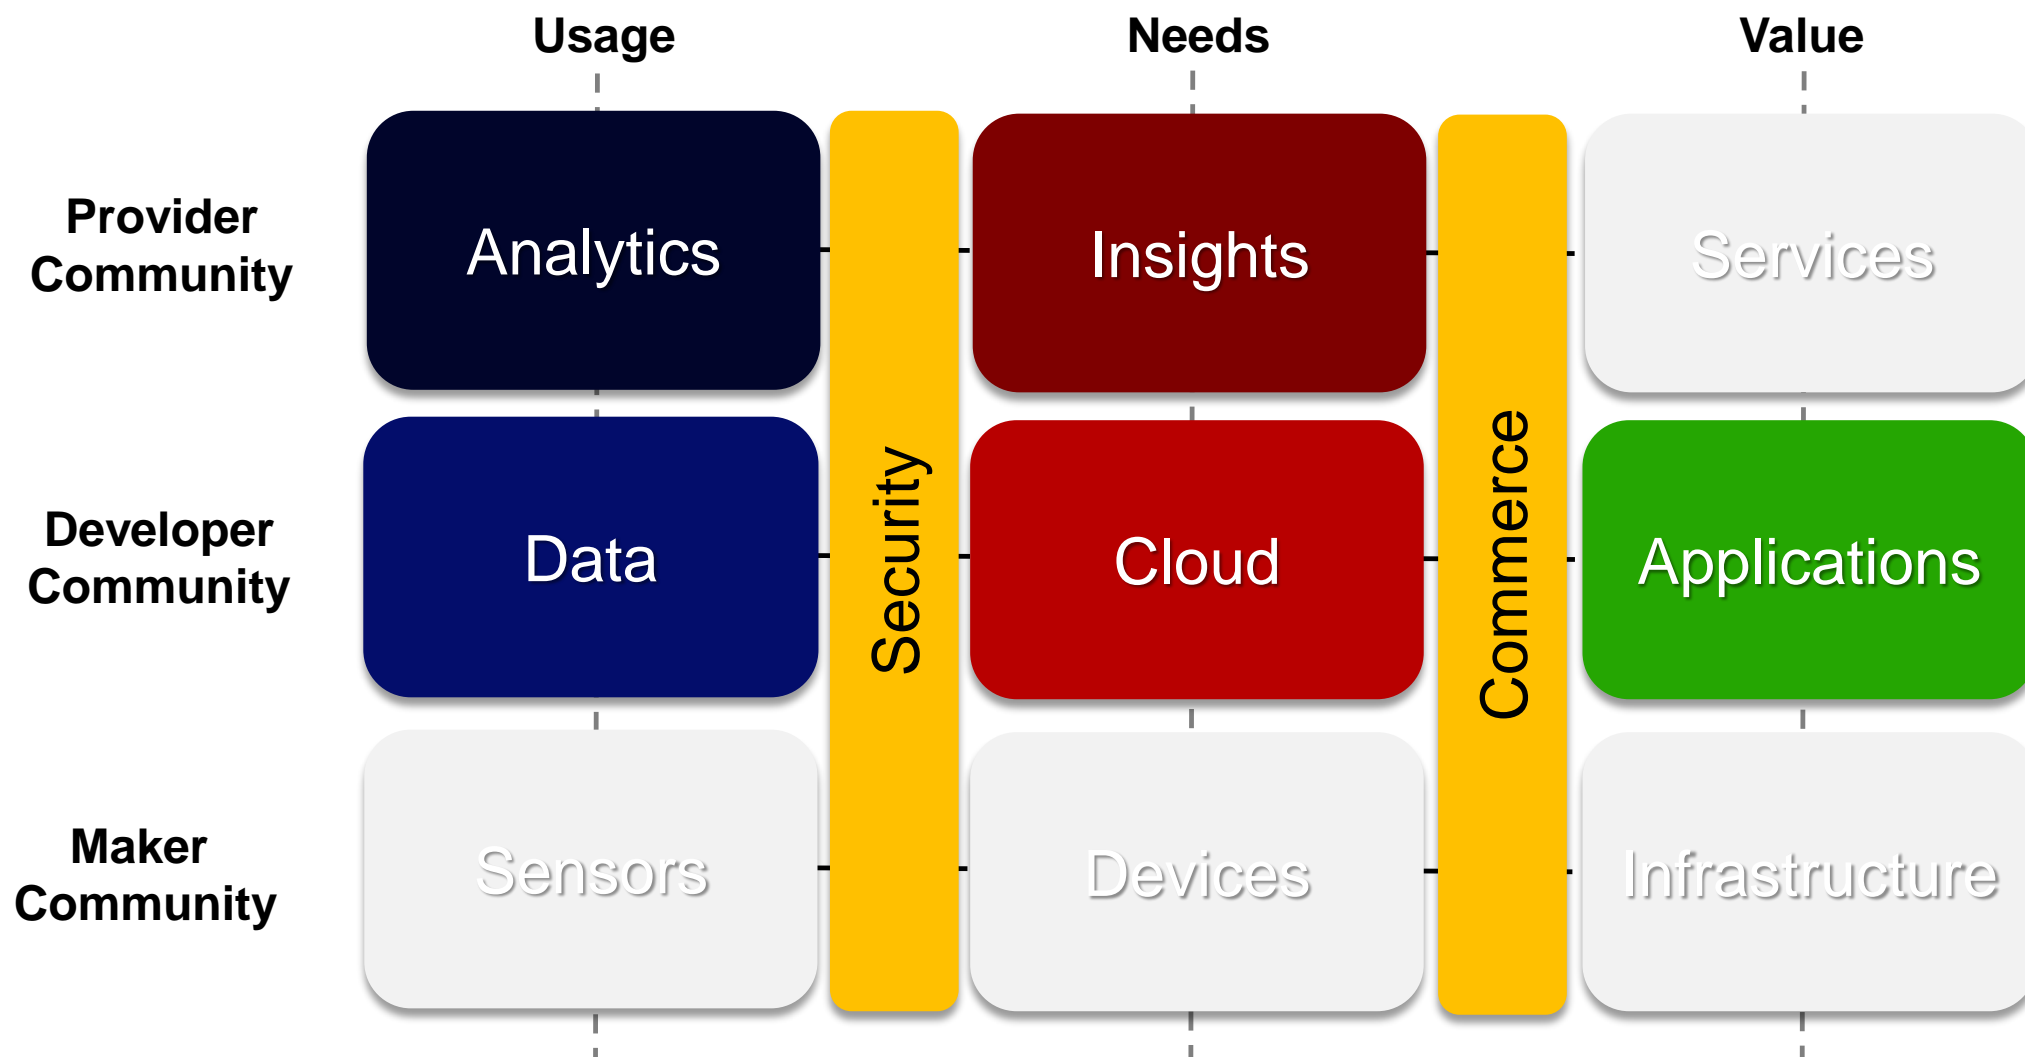 Usage
Needs
Value
Provider
Community
Analytics
Insights
Services
Developer
Community
Data
Security
Cloud
Commerce
Applications
Maker
Community
Sensors
Devices
Infrastructure